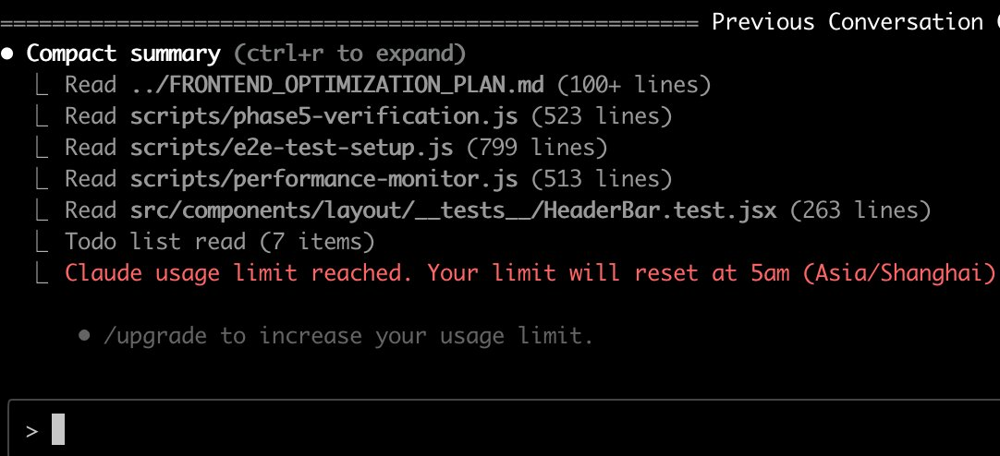 ====================================================== Previous Conversation
● Compact summary (ctrl+r to expand)
⎿ Read ../FRONTEND_OPTIMIZATION_PLAN.md (100+ lines)
⎿ Read scripts/phase5-verification.js (523 lines)
⎿ Read scripts/e2e-test-setup.js (799 lines)
⎿ Read scripts/performance-monitor.js (513 lines)
⎿ Read src/components/layout/__tests__/HeaderBar.test.jsx (263 lines)
⎿ Todo list read (7 items)
⎿ Claude usage limit reached. Your limit will reset at 5am (Asia/Shanghai)
● /upgrade to increase your usage limit.
>